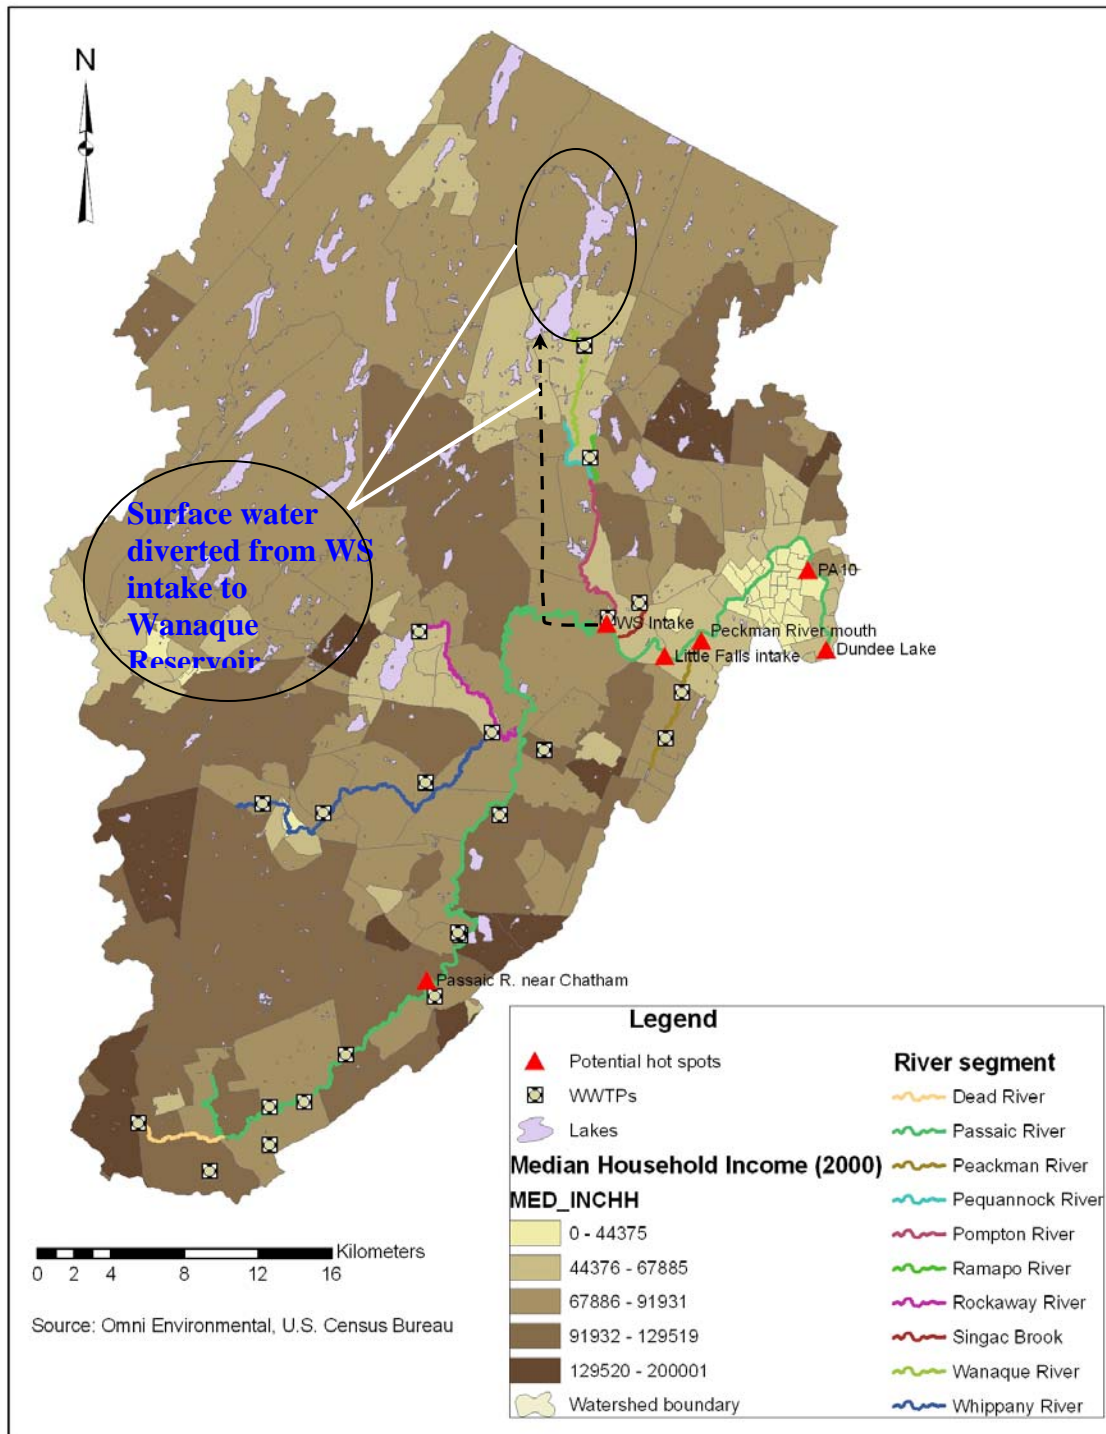 N
Surface water
diverted from WS
intake to
Wanaque
Reservoir
PA10
WS Intake
Peckman River mouth
Little Falls intake
Dundee Lake
Passaic R. near Chatham
Legend
Potential hot spots
WWTPs
Lakes
Median Household Income (2000)
MED_INCHH
0 - 44375
44376 - 67885
67886 - 91931
91932 - 129519
129520 - 200001
Watershed boundary
River segment
Dead River
Passaic River
Peackman River
Pequannock River
Pompton River
Ramapo River
Rockaway River
Singac Brook
Wanaque River
Whippany River
Kilometers
0 2 4 8 12 16
Source: Omni Environmental, U.S. Census Bureau